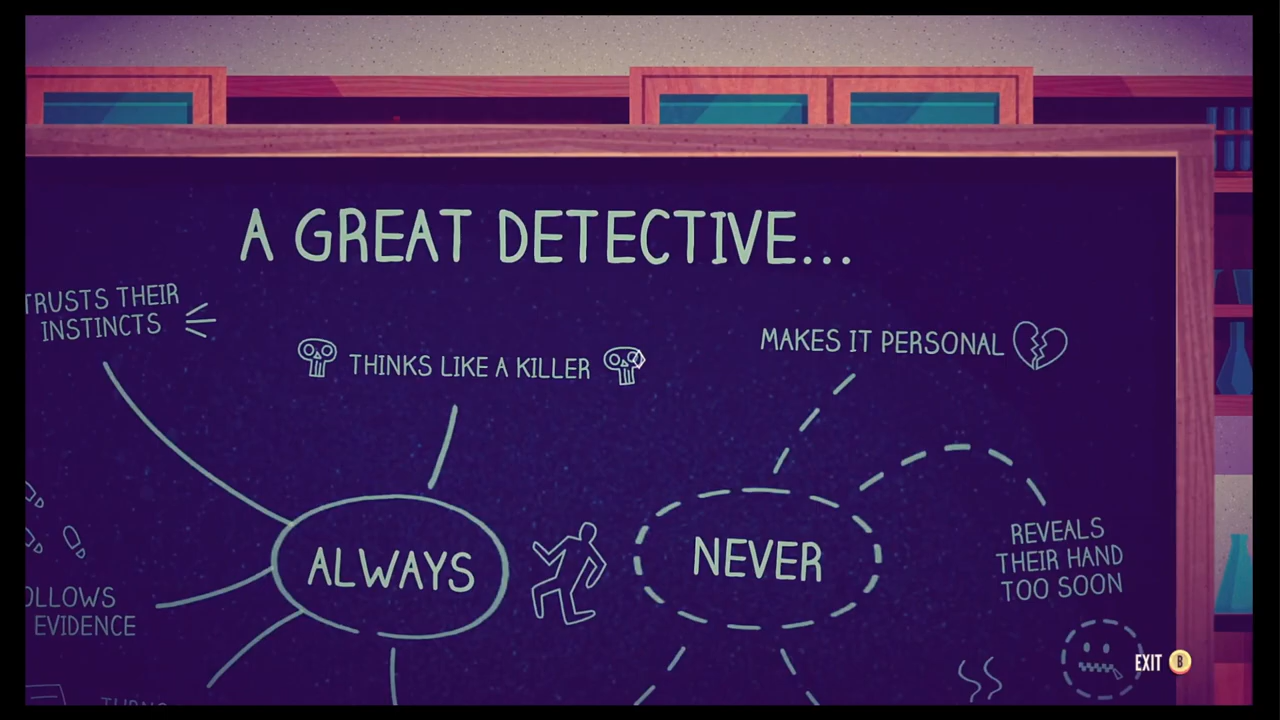 A GREAT DETECTIVE...
TRUSTS THEIR
INSTINCTS
THINKS LIKE A KILLER
MAKES IT PERSONAL
ALWAYS
NEVER
REVEALS
THEIR HAND
TOO SOON
OLLOWS
EVIDENCE
EXIT B